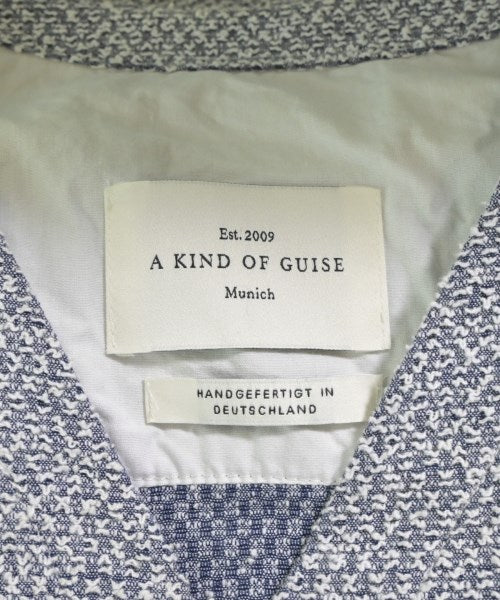 Est. 2009
A KIND OF GUISE
Munich
HANDGEFERTIGT IN
DEUTSCHLAND